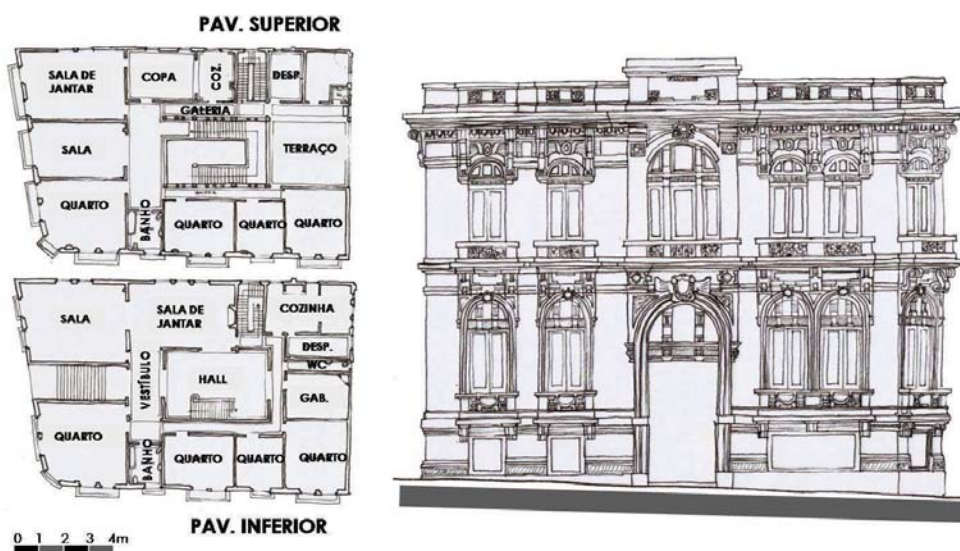 PAV. SUPERIOR
SALA DE
JANTAR
COPA
COZ.
DESP.
GALERIA
SALA
TERRAÇO
QUARTO
BANHO
QUARTO
QUARTO
QUARTO
SALA
SALA DE
JANTAR
COZINHA
DESP.
WC
VESTÍBULO
HALL
GAB.
QUARTO
BANHO
QUARTO
QUARTO
QUARTO
PAV. INFERIOR
0 1 2 3 4m